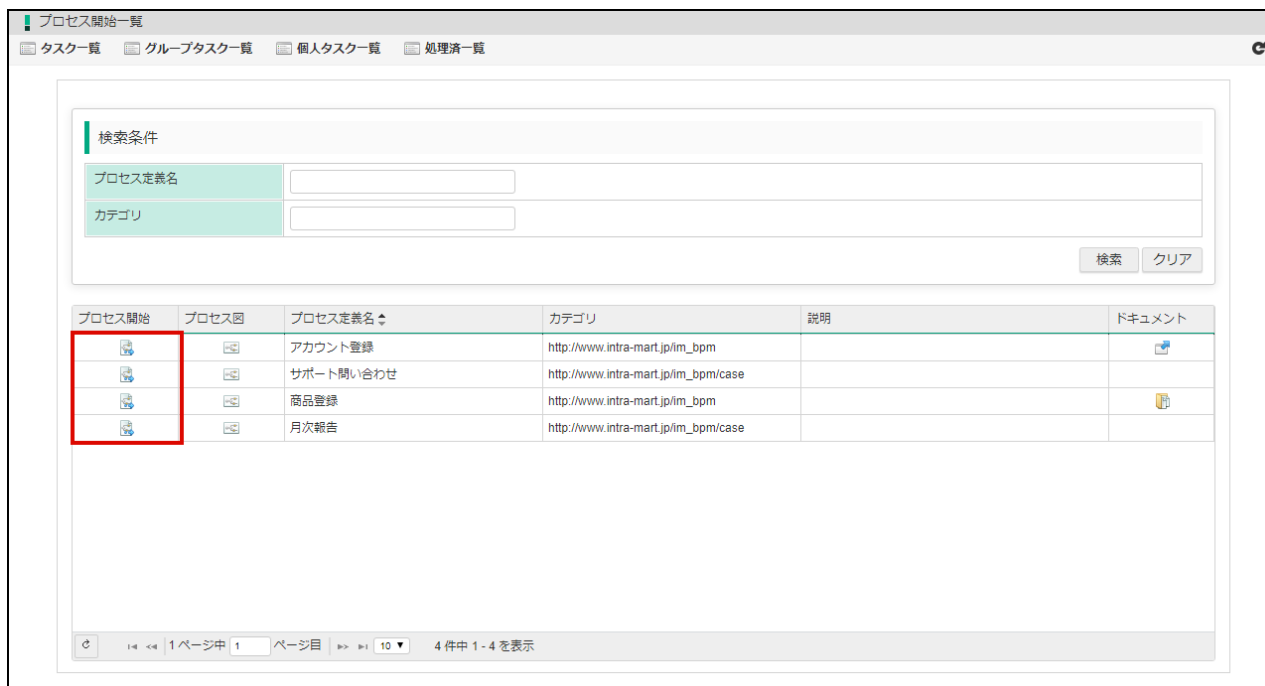 プロセス開始一覧
タスク一覧 グループタスク一覧 個人タスク一覧 処理済一覧
検索条件
プロセス定義名
カテゴリ
検索 クリア
プロセス開始 プロセス図 プロセス定義名 カテゴリ 説明 ドキュメント
アカウント登録 http://www.intra-mart.jp/im_bpm
サポート問い合わせ http://www.intra-mart.jp/im_bpm/case
商品登録 http://www.intra-mart.jp/im_bpm
月次報告 http://www.intra-mart.jp/im_bpm/case
1 ページ中 1 ページ目 10 4 件中 1 - 4 を表示